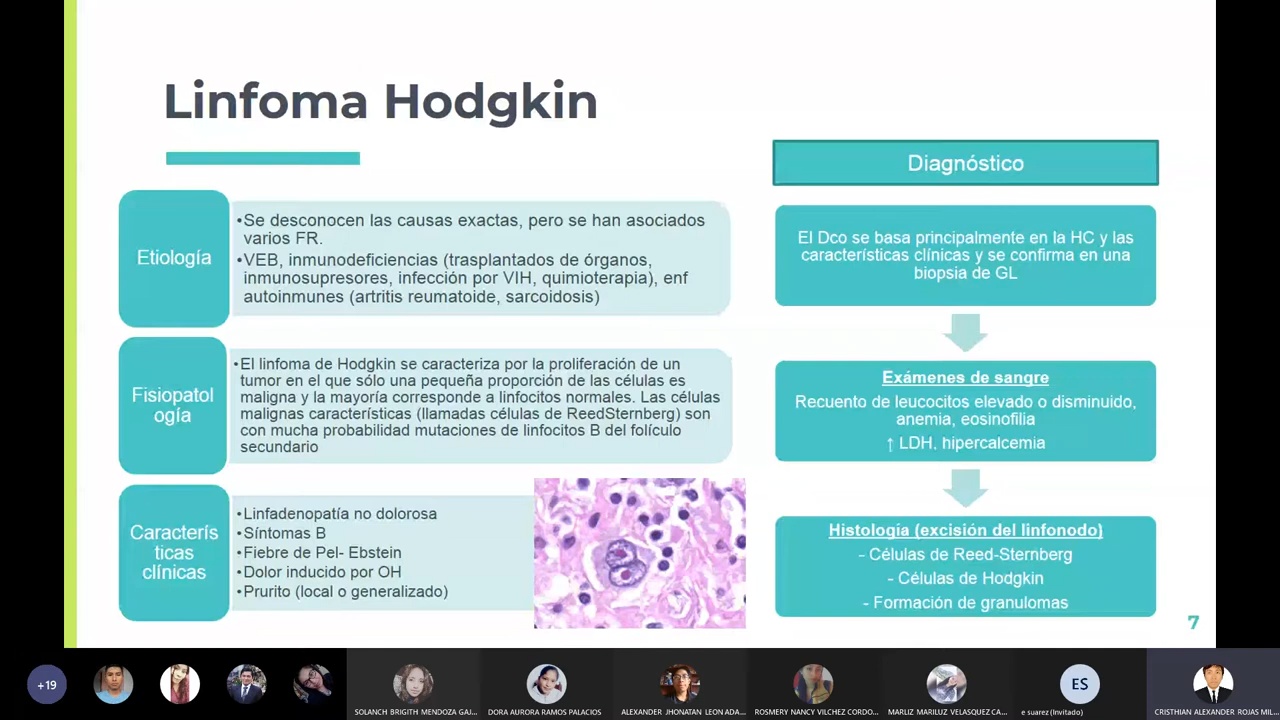 Linfoma Hodgkin
Etiología
•Se desconocen las causas exactas, pero se han asociados
varios FR.
•VEB, inmunodeficiencias (trasplantados de órganos,
inmunosupresores, infección por VIH, quimioterapia), enf
autoinmunes (artritis reumatoide, sarcoidosis)
Fisiopatol
ogía
•El linfoma de Hodgkin se caracteriza por la proliferación de un
tumor en el que sólo una pequeña proporción de las células es
maligna y la mayoría corresponde a linfocitos normales. Las células
malignas características (llamadas células de ReedSternberg) son
con mucha probabilidad mutaciones de linfocitos B del folículo
secundario
Caracterís
ticas
clínicas
•Linfadenopatía no dolorosa
•Síntomas B
•Fiebre de Pel- Ebstein
•Dolor inducido por OH
•Prurito (local o generalizado)
Diagnóstico
El Dco se basa principalmente en la HC y las
características clínicas y se confirma en una
biopsia de GL
Exámenes de sangre
Recuento de leucocitos elevado o disminuido,
anemia, eosinofilia
↑ LDH, hipercalcemia
Histología (excisión del linfonodo)
- Células de Reed-Sternberg
- Células de Hodgkin
- Formación de granulomas
7
+19
SOLANCH BRIGITH MENDOZA GAJ...
DORA AURORA RAMOS PALACIOS
ALEXANDER JHONATAN LEON ADA...
ROSMERY NANCY VILCHEZ CORDO...
MARLIZ MARILUZ VELASQUEZ CA...
ES
e suarez (Invitado)
CRISTHIAN ALEXANDER ROJAS MIL...